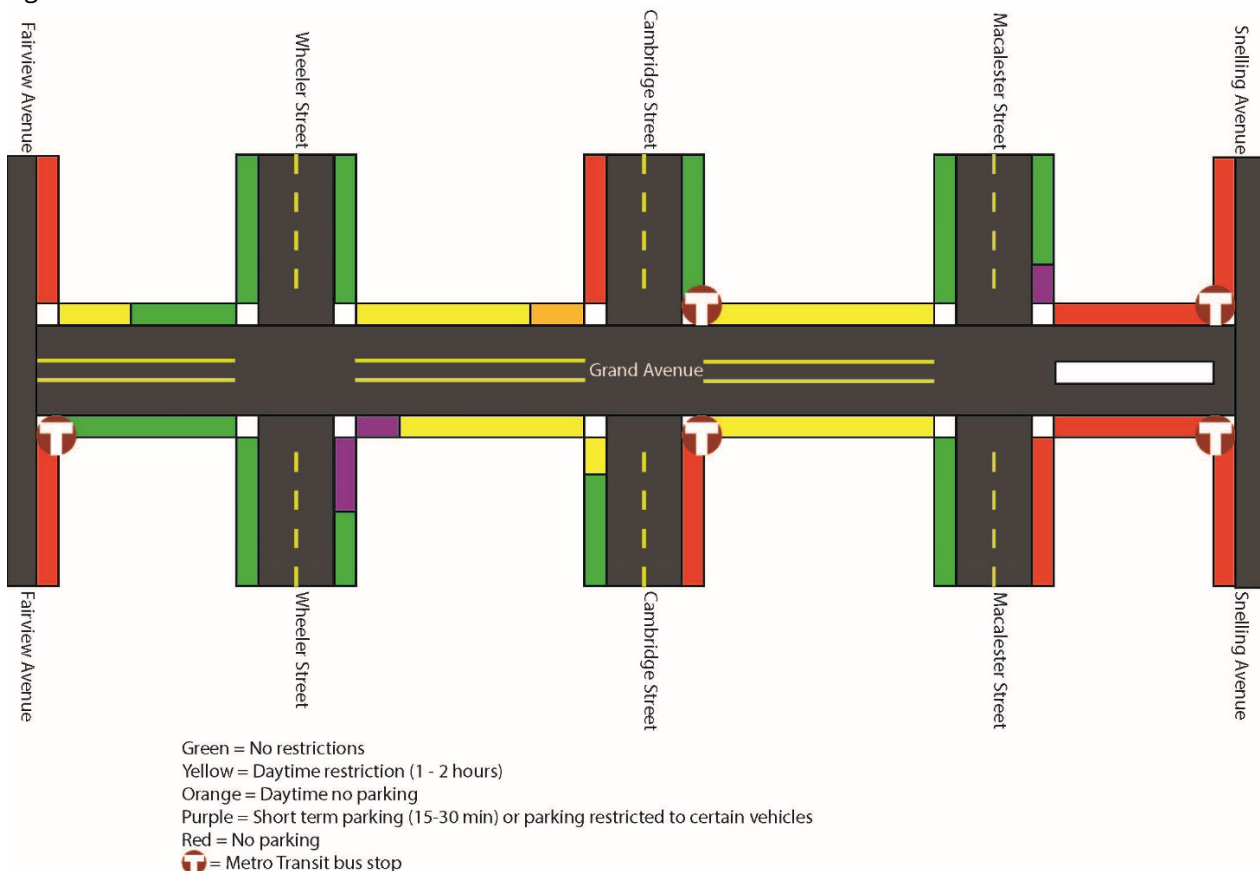 Fairview Avenue
Wheeler Street
Cambridge Street
Macalester Street
Snelling Avenue
Grand Avenue
Fairview Avenue
Wheeler Street
Cambridge Street
Macalester Street
Snelling Avenue
Green = No restrictions
Yellow = Daytime restriction (1 - 2 hours)
Orange = Daytime no parking
Purple = Short term parking (15-30 min) or parking restricted to certain vehicles
Red = No parking
T = Metro Transit bus stop